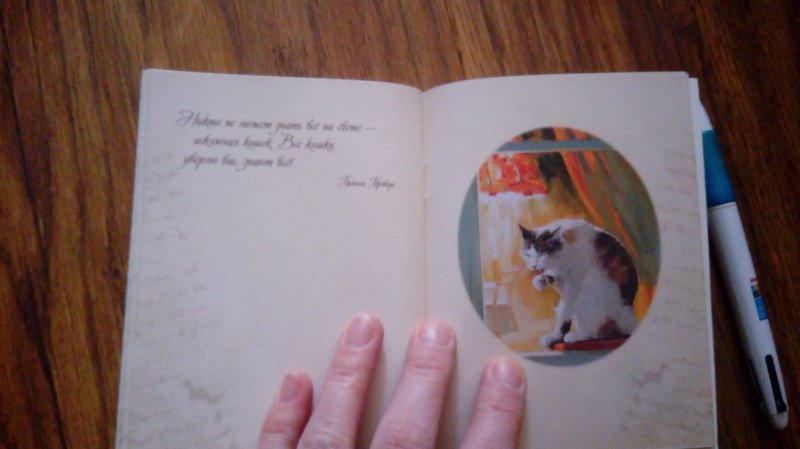 Никто не может знать всё на свете —
исключая кошек. Все кошки,
уверяю вас, знают всё!